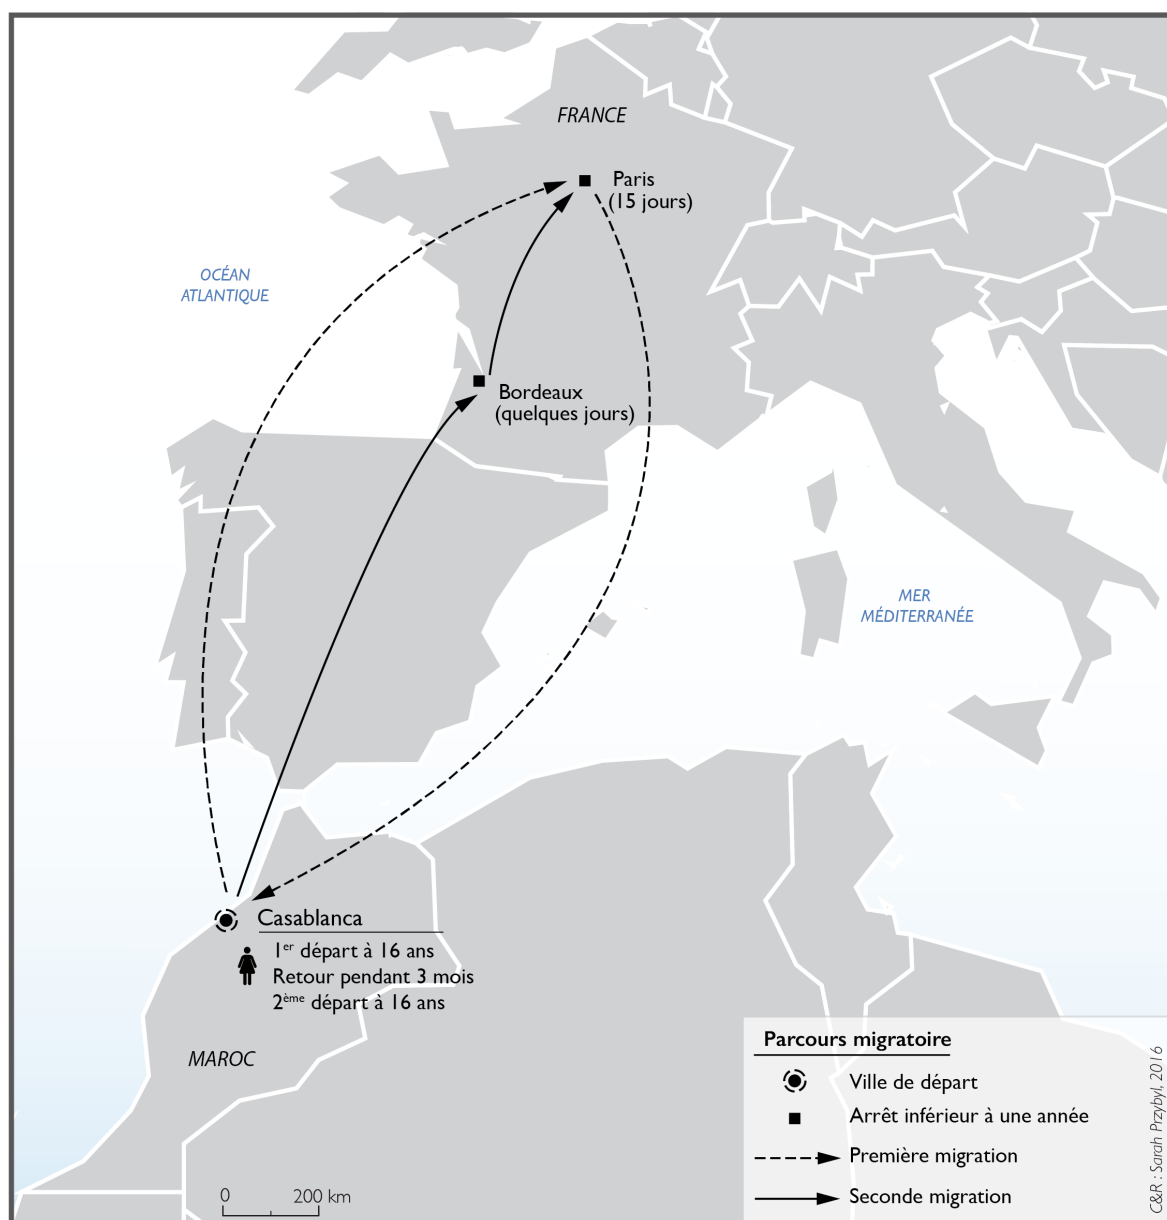 FRANCE
Paris
(15 jours)
OCÉAN
ATLANTIQUE
Bordeaux
(quelques jours)
MER
MÉDITERRANÉE
Casablanca
1er départ à 16 ans
Retour pendant 3 mois
2ème départ à 16 ans
MAROC
Parcours migratoire
Ville de départ
Arrêt inférieur à une année
Première migration
Seconde migration
0 200 km
C&R : Sarah Przybyl, 2016